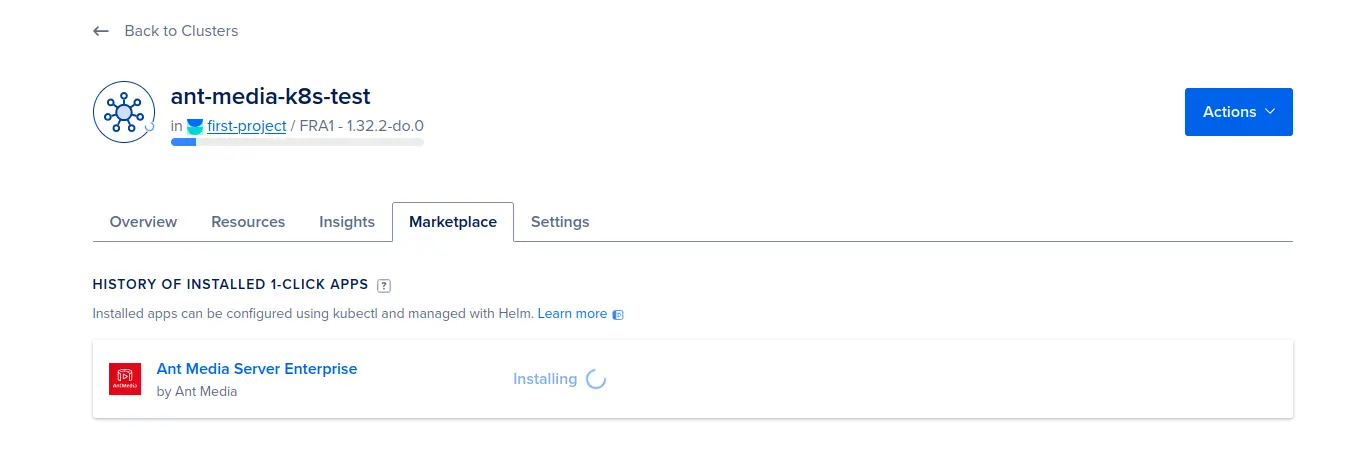 ← Back to Clusters
ant-media-k8s-test
in first-project / FRA1 - 1.32.2-do.0
Actions
Overview Resources Insights Marketplace Settings
HISTORY OF INSTALLED 1-CLICK APPS ?
Installed apps can be configured using kubectl and managed with Helm. Learn more
Ant Media Server Enterprise
Installing
AntMedia
by Ant Media